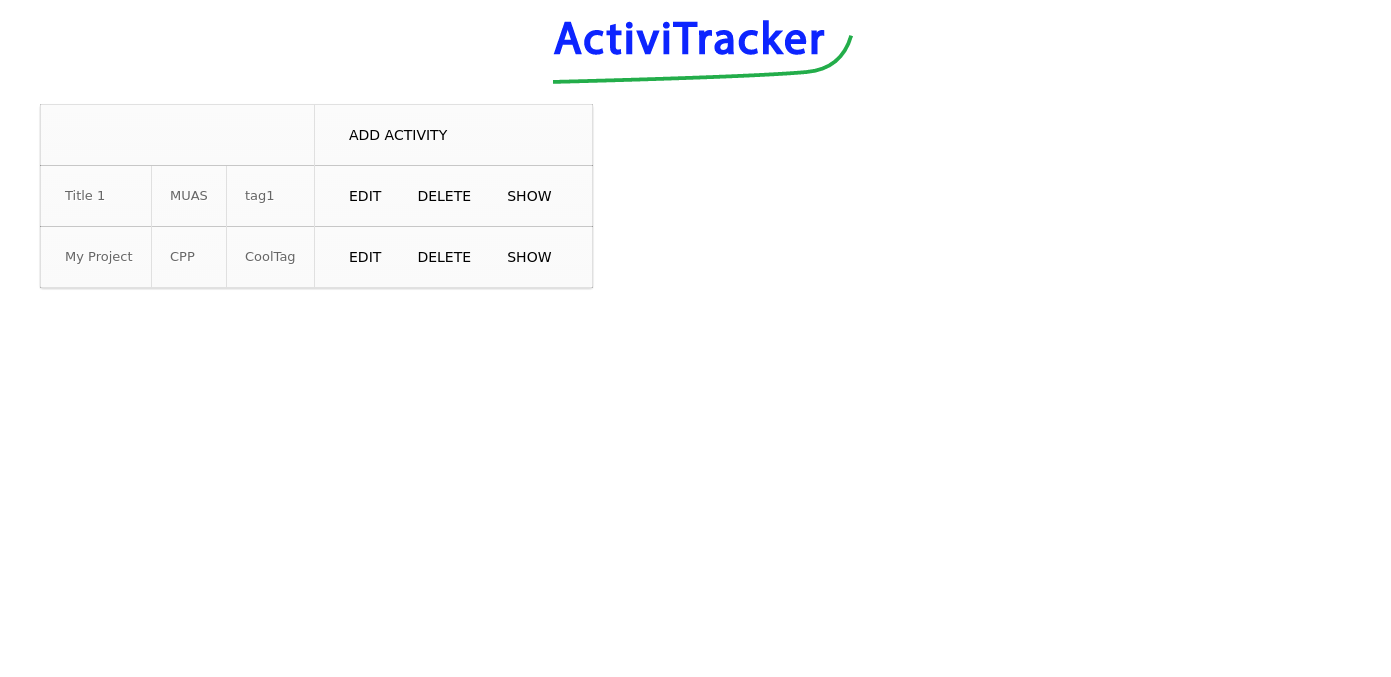 ActiviTracker
ADD ACTIVITY
Title 1 MUAS tag1 EDIT DELETE SHOW
My Project CPP CoolTag EDIT DELETE SHOW